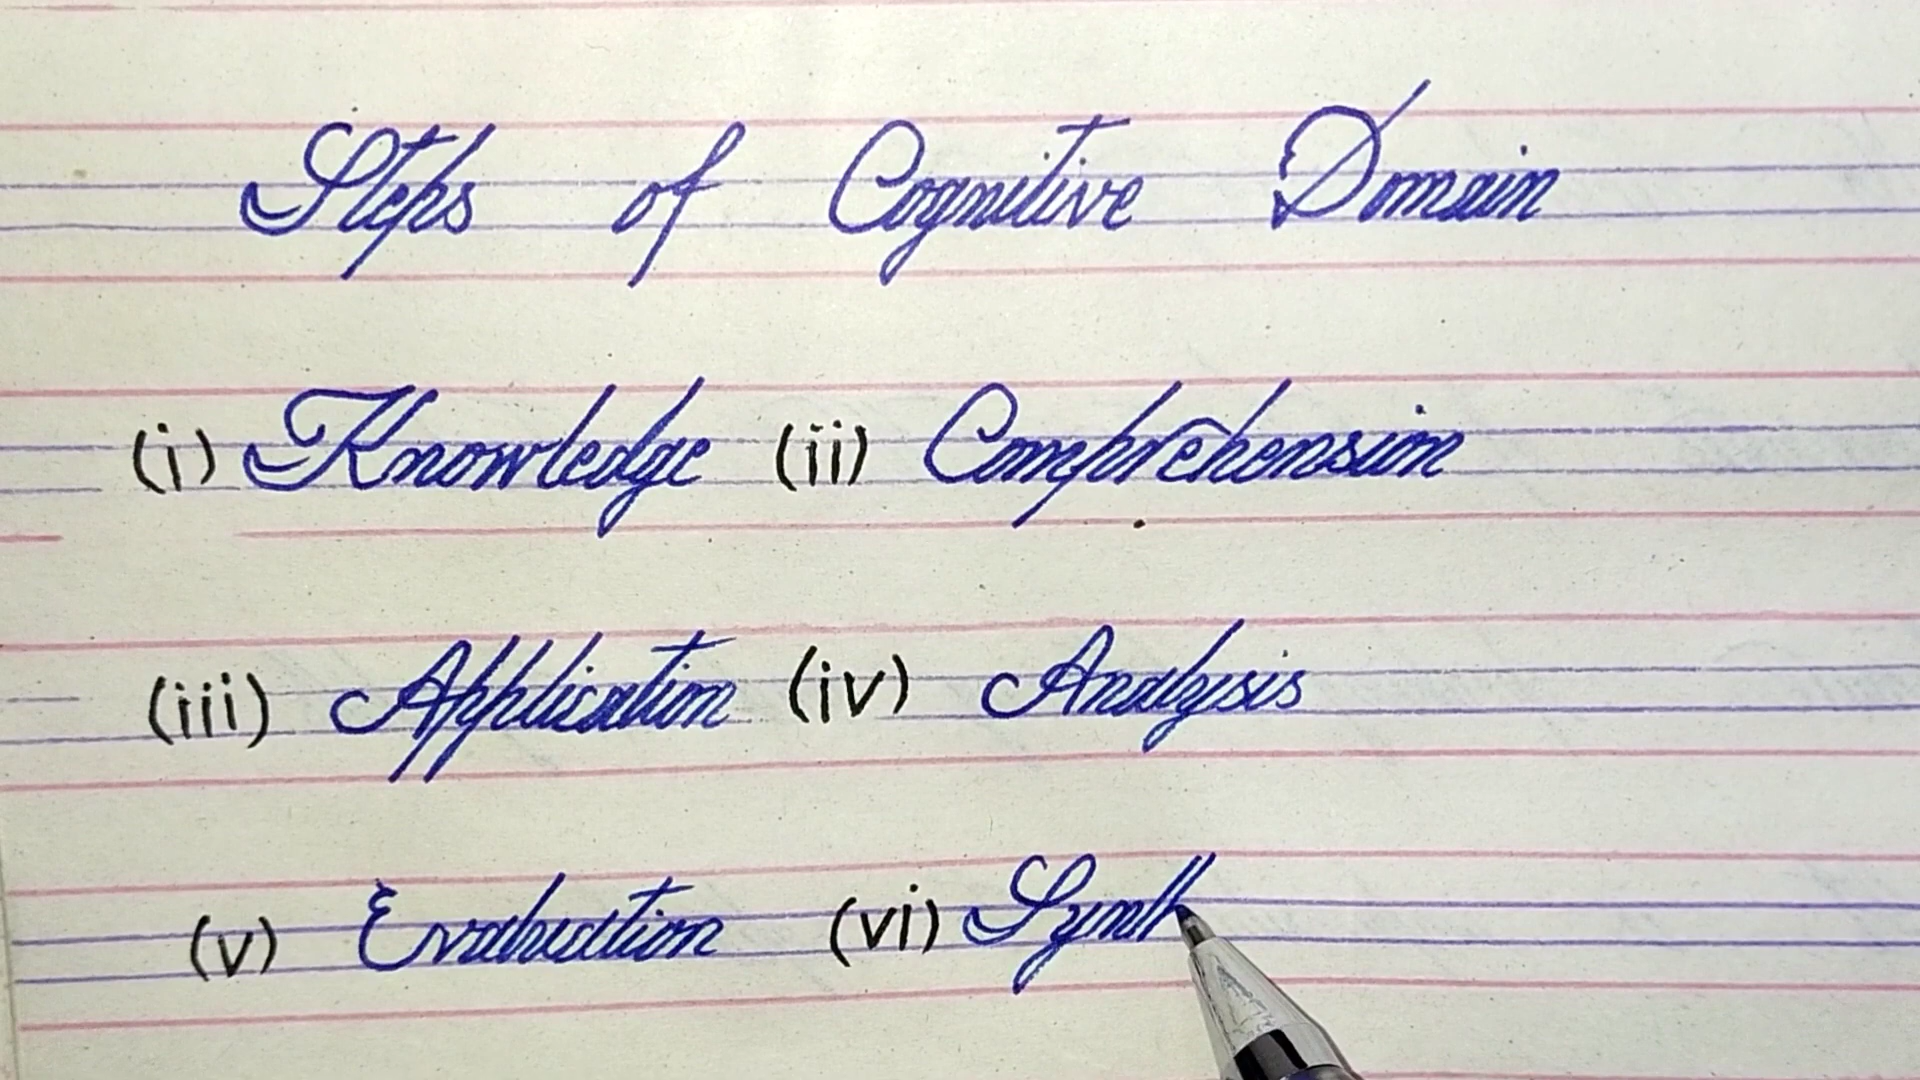 Steps of Cognitive Domain
(i) Knowledge (ii) Comprehension
(iii) Application (iv) Analysis
(v) Evaluation (vi) Synth